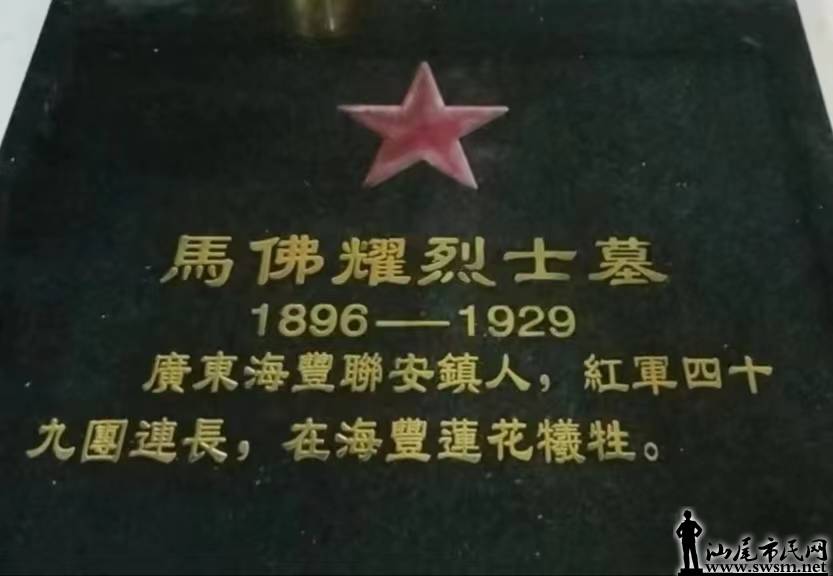 馬佛耀烈士墓
1896——1929
廣東海豐聯安鎮人，紅軍四十
九團連長，在海豐蓮花犧牲。
汕尾市民网
www.swsm.net